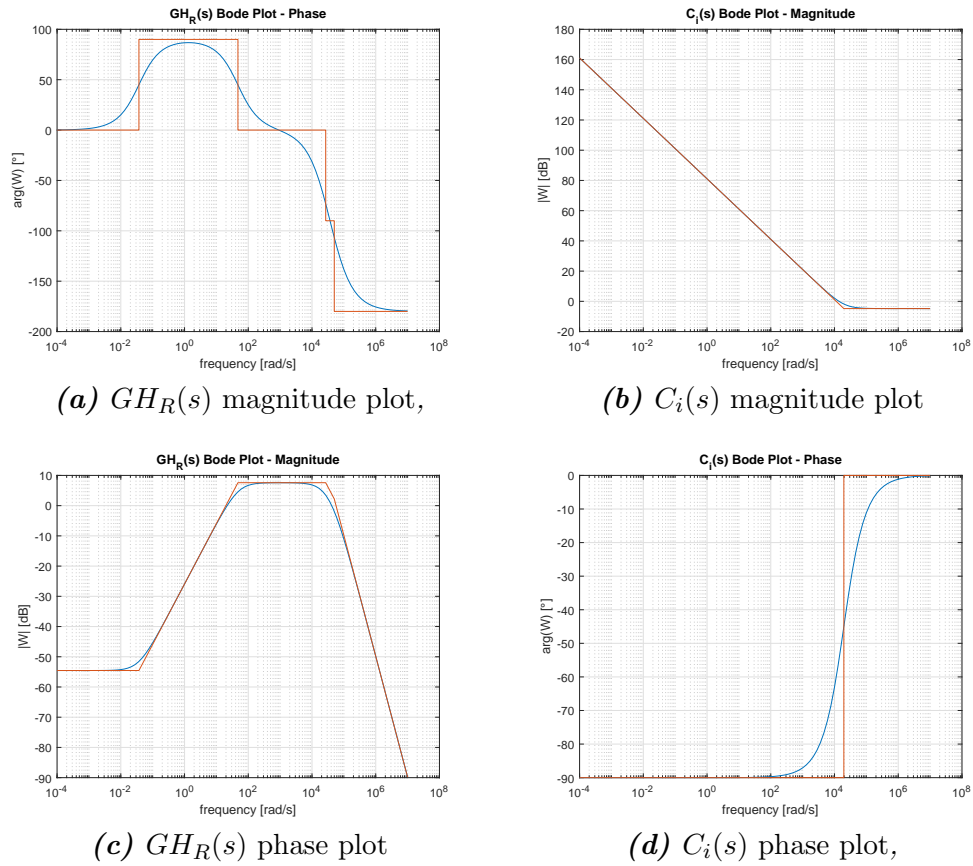 GH_R(s) Bode Plot - Phase
100
50
0
-50
-100
-150
-200
arg(W) [°]
10^-4 10^-2 10^0 10^2 10^4 10^6 10^8
frequency [rad/s]
(a) GH_R(s) magnitude plot,
C_i(s) Bode Plot - Magnitude
180
160
140
120
100
80
60
40
20
0
-20
|W| [dB]
10^-4 10^-2 10^0 10^2 10^4 10^6 10^8
frequency [rad/s]
(b) C_i(s) magnitude plot
GH_R(s) Bode Plot - Magnitude
10
0
-10
-20
-30
-40
-50
-60
-70
-80
-90
|W| [dB]
10^-4 10^-2 10^0 10^2 10^4 10^6 10^8
frequency [rad/s]
(c) GH_R(s) phase plot
C_i(s) Bode Plot - Phase
0
-10
-20
-30
-40
-50
-60
-70
-80
-90
arg(W) [°]
10^-4 10^-2 10^0 10^2 10^4 10^6 10^8
frequency [rad/s]
(d) C_i(s) phase plot,